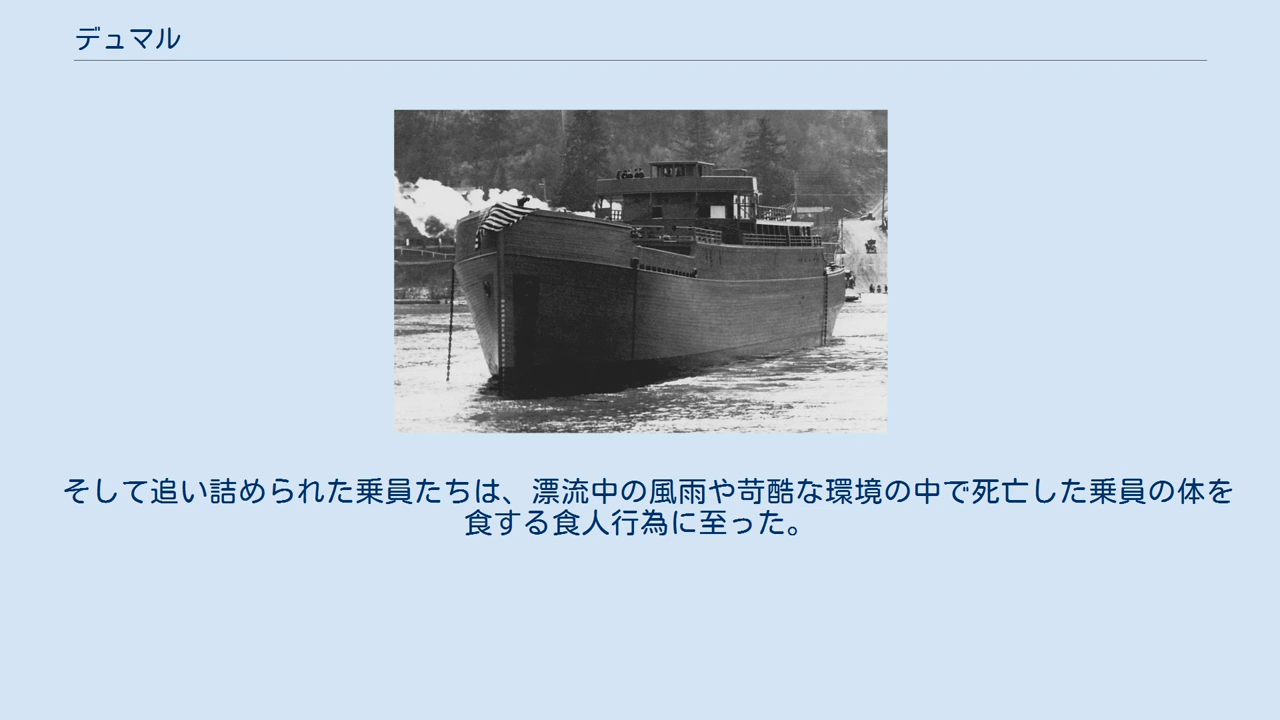 デュマル
そして追い詰められた乗員たちは、漂流中の風雨や苛酷な環境の中で死亡した乗員の体を
食する食人行為に至った。